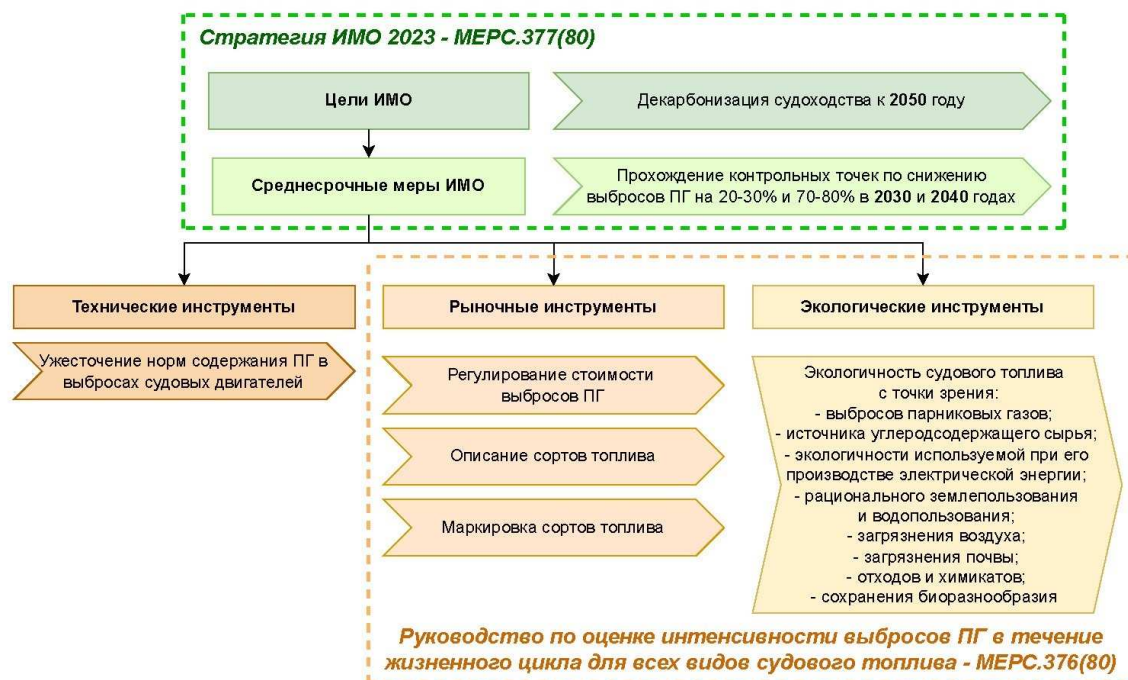 Стратегия ИМО 2023 - МЕРС.377(80)
Цели ИМО
Декарбонизация судоходства к 2050 году
Среднесрочные меры ИМО
Прохождение контрольных точек по снижению
выбросов ПГ на 20-30% и 70-80% в 2030 и 2040 годах
Технические инструменты
Ужесточение норм содержания ПГ в
выбросах судовых двигателей
Рыночные инструменты
Регулирование стоимости
выбросов ПГ
Описание сортов топлива
Маркировка сортов топлива
Экологические инструменты
Экологичность судового топлива
с точки зрения:
- выбросов парниковых газов;
- источника углеродсодержащего сырья;
- экологичности используемой при его
производстве электрической энергии;
- рационального землепользования
и водопользования;
- загрязнения воздуха;
- загрязнения почвы;
- отходов и химикатов;
- сохранения биоразнообразия
Руководство по оценке интенсивности выбросов ПГ в течение
жизненного цикла для всех видов судового топлива - МЕРС.376(80)